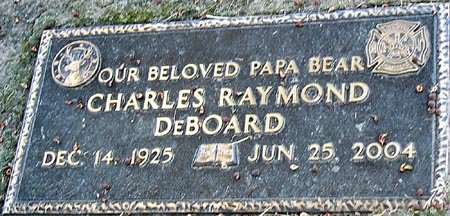 OUR BELOVED PAPA BEAR
CHARLES RAYMOND
DeBOARD
DEC. 14, 1925 JUN. 25, 2004